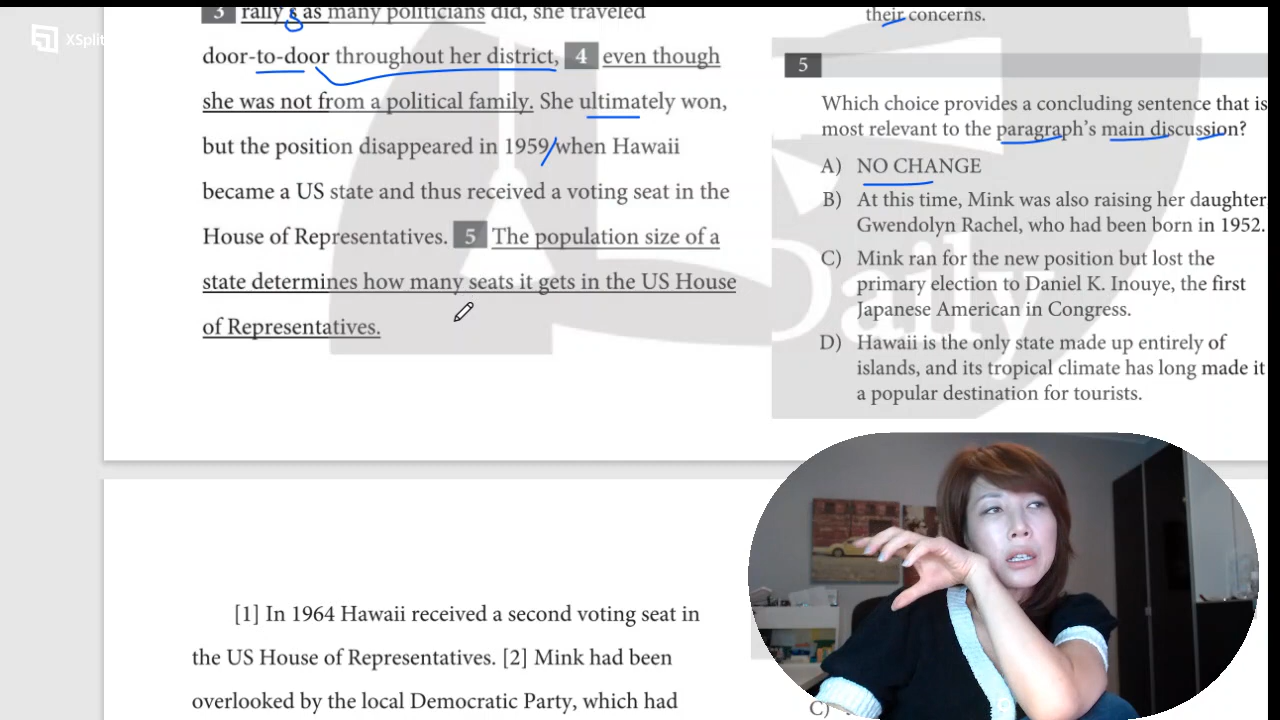 XSplit
3 rally s as many politicians did, she traveled
door-to-door throughout her district, 4 even though
she was not from a political family. She ultimately won,
but the position disappeared in 1959 when Hawaii
became a US state and thus received a voting seat in the
House of Representatives. 5 The population size of a
state determines how many seats it gets in the US House
of Representatives.
their concerns.
5
Which choice provides a concluding sentence that is
most relevant to the paragraph's main discussion?
A) NO CHANGE
B) At this time, Mink was also raising her daughter
Gwendolyn Rachel, who had been born in 1952.
C) Mink ran for the new position but lost the
primary election to Daniel K. Inouye, the first
Japanese American in Congress.
D) Hawaii is the only state made up entirely of
islands, and its tropical climate has long made it
a popular destination for tourists.
Daily
[1] In 1964 Hawaii received a second voting seat in
the US House of Representatives. [2] Mink had been
overlooked by the local Democratic Party, which had
C)